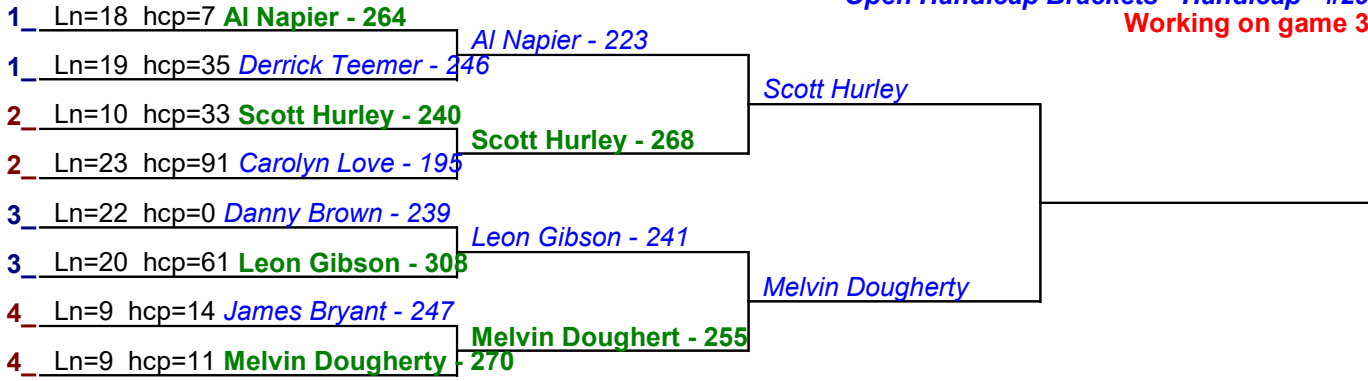 Open Handicap Brackets - Handicap - #29
Working on game 3
1_ Ln=18 hcp=7 Al Napier - 264
Al Napier - 223
1_ Ln=19 hcp=35 Derrick Teemer - 246
Scott Hurley
2_ Ln=10 hcp=33 Scott Hurley - 240
Scott Hurley - 268
2_ Ln=23 hcp=91 Carolyn Love - 195
3_ Ln=22 hcp=0 Danny Brown - 239
Leon Gibson - 241
3_ Ln=20 hcp=61 Leon Gibson - 308
Melvin Dougherty
4_ Ln=9 hcp=14 James Bryant - 247
Melvin Doughert - 255
4_ Ln=9 hcp=11 Melvin Dougherty - 270